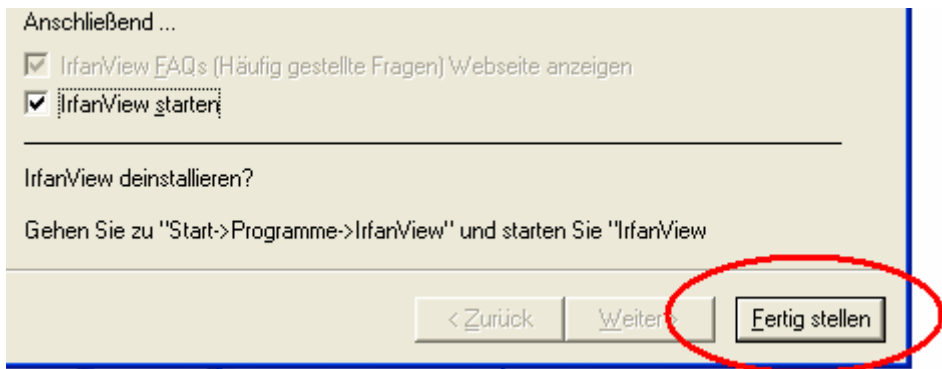 Anschließend ...
IrfanView FAQs (Häufig gestellte Fragen) Webseite anzeigen
IrfanView starten
IrfanView deinstallieren?
Gehen Sie zu "Start->Programme->IrfanView" und starten Sie "IrfanView
< Zurück Weiter > Fertig stellen